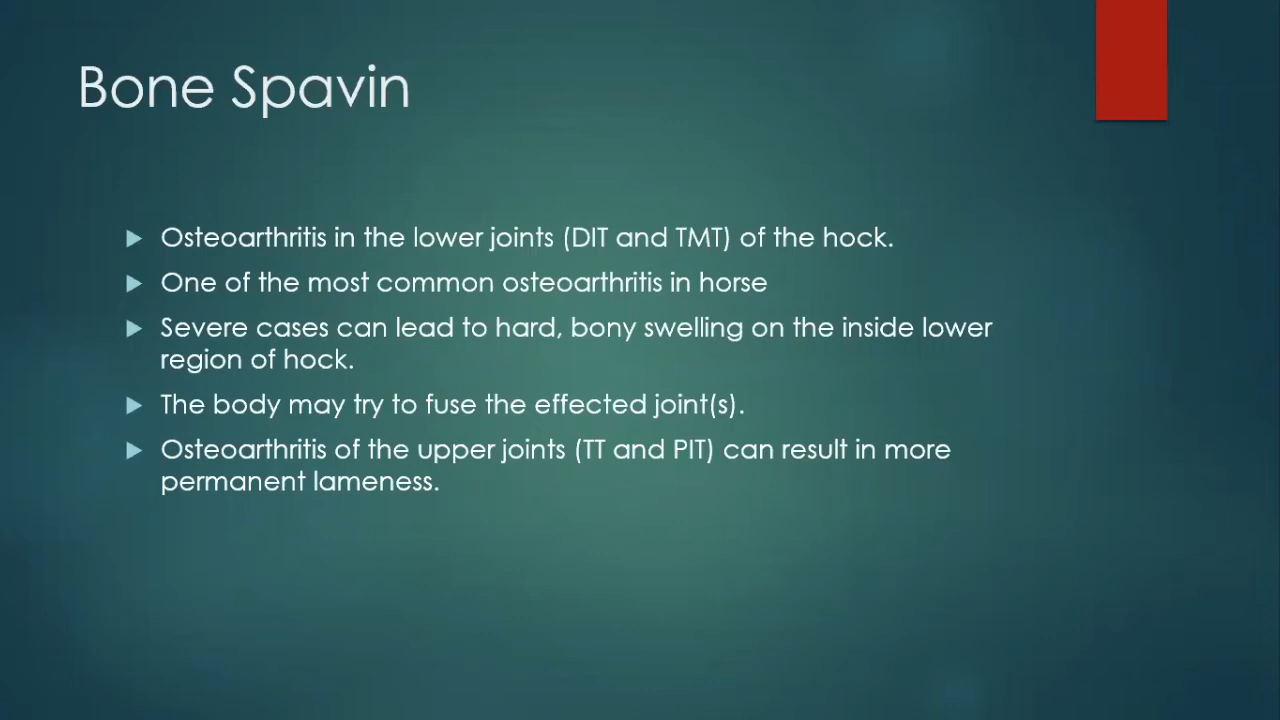 Bone Spavin
Osteoarthritis in the lower joints (DIT and TMT) of the hock.
One of the most common osteoarthritis in horse
Severe cases can lead to hard, bony swelling on the inside lower
region of hock.
The body may try to fuse the effected joint(s).
Osteoarthritis of the upper joints (TT and PIT) can result in more
permanent lameness.